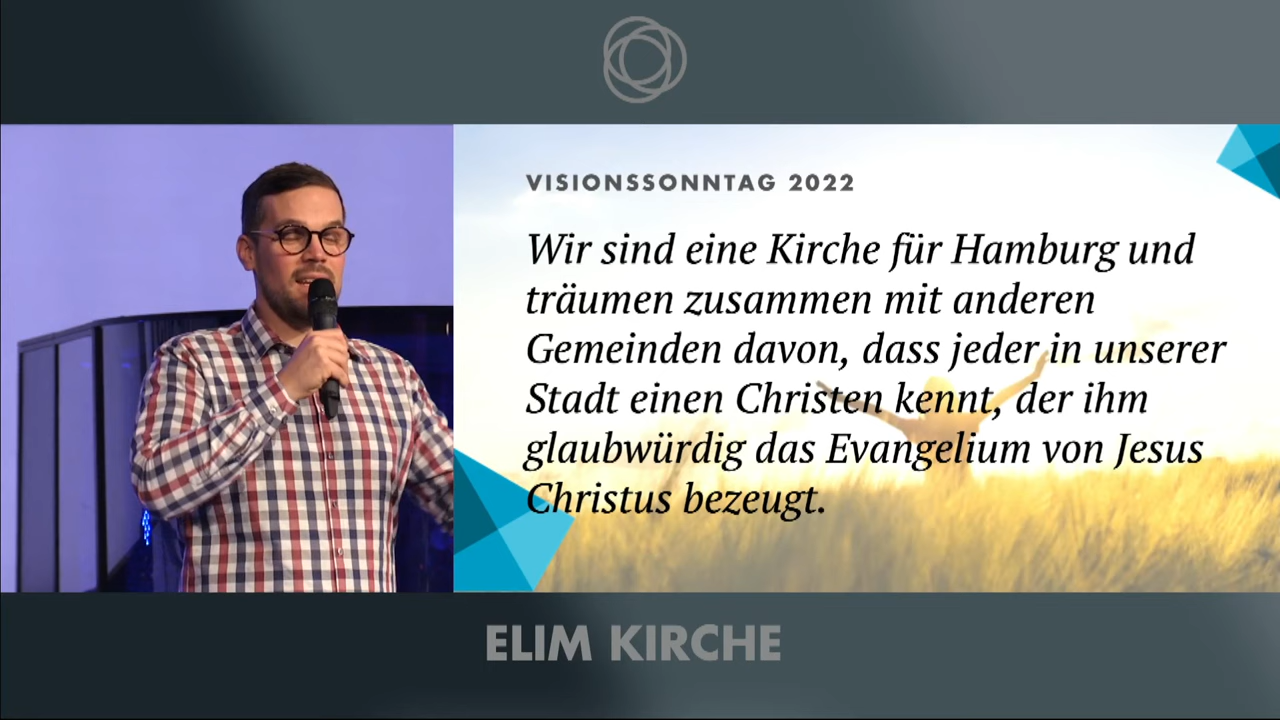 VISIONSSONNTAG 2022
Wir sind eine Kirche für Hamburg und
träumen zusammen mit anderen
Gemeinden davon, dass jeder in unserer
Stadt einen Christen kennt, der ihm
glaubwürdig das Evangelium von Jesus
Christus bezeugt.
ELIM KIRCHE